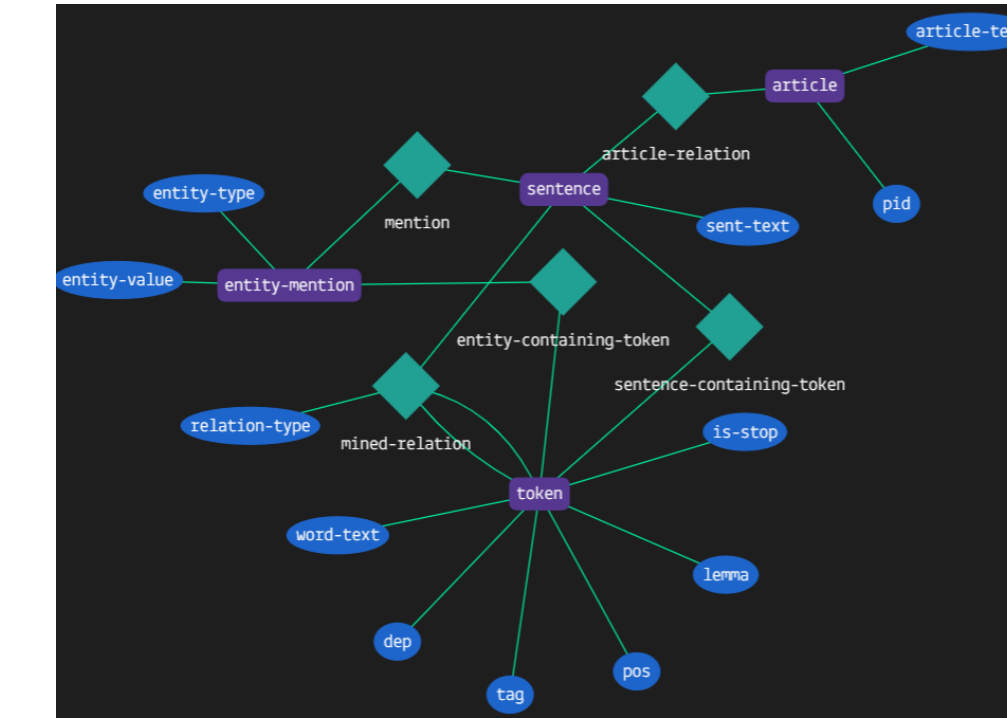 article-te
article
article-relation
sentence
entity-type
mention
sent-text
pid
entity-value
entity-mention
entity-containing-token
sentence-containing-token
relation-type
mined-relation
is-stop
token
word-text
lemma
dep
pos
tag